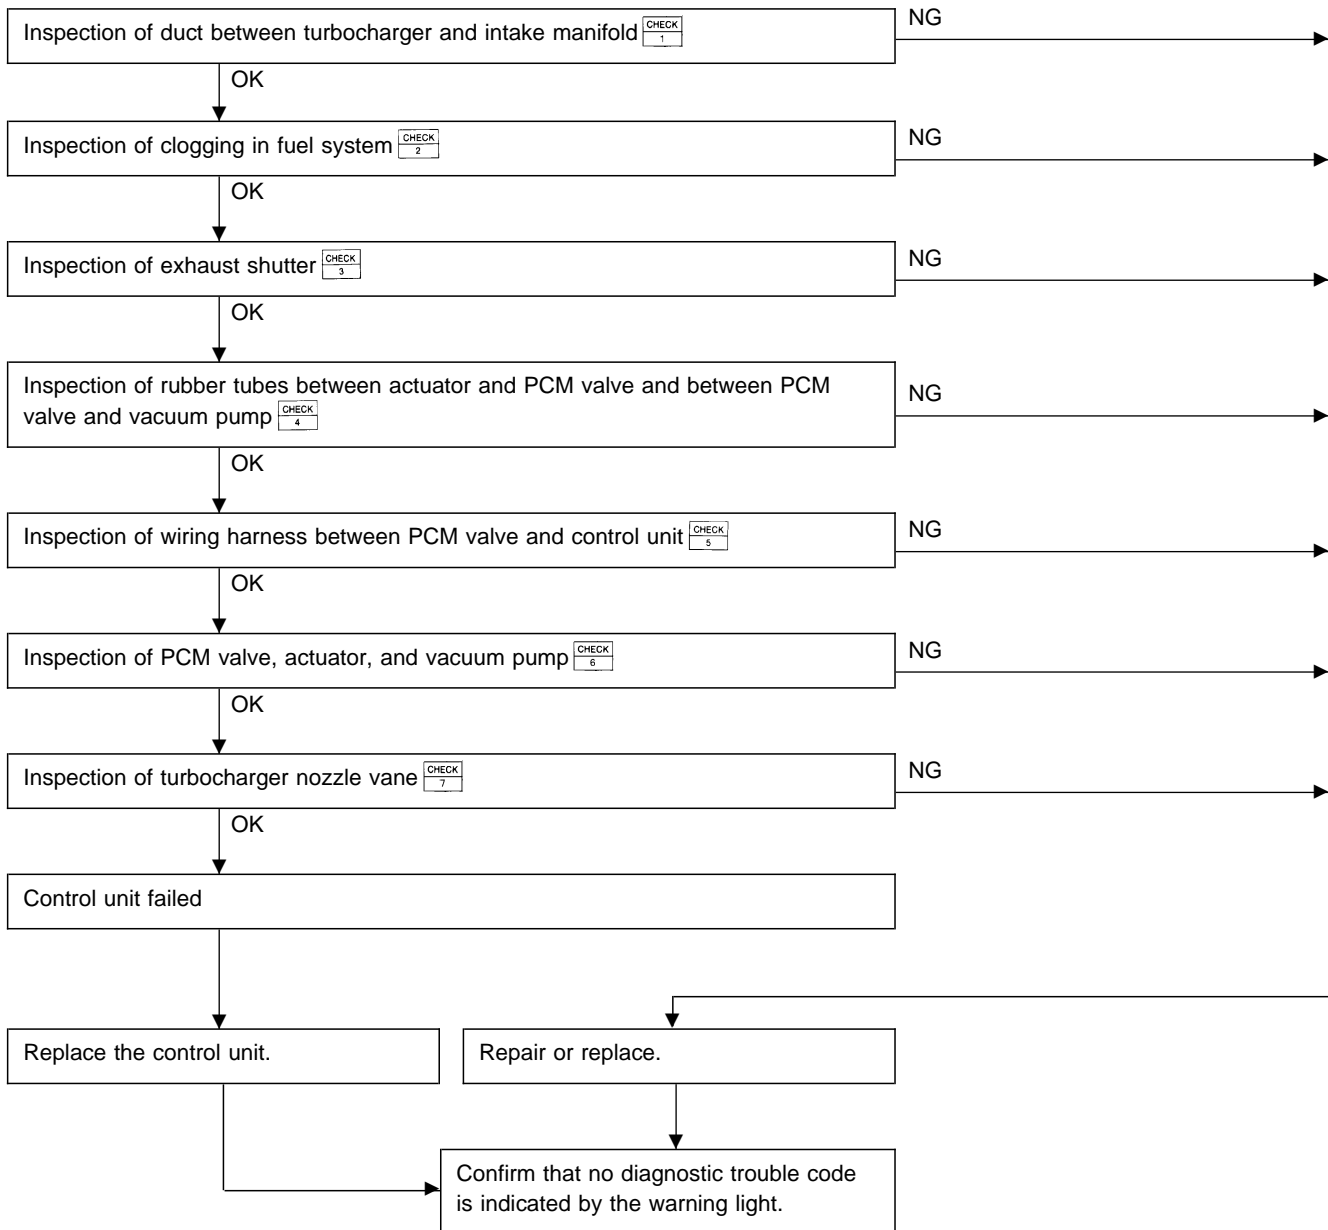 Inspection of duct between turbocharger and intake manifold CHECK 1
NG
OK
Inspection of clogging in fuel system CHECK 2
NG
OK
Inspection of exhaust shutter CHECK 3
NG
OK
Inspection of rubber tubes between actuator and PCM valve and between PCM
valve and vacuum pump CHECK 4
NG
OK
Inspection of wiring harness between PCM valve and control unit CHECK 5
NG
OK
Inspection of PCM valve, actuator, and vacuum pump CHECK 6
NG
OK
Inspection of turbocharger nozzle vane CHECK 7
NG
OK
Control unit failed
Replace the control unit.
Repair or replace.
Confirm that no diagnostic trouble code
is indicated by the warning light.